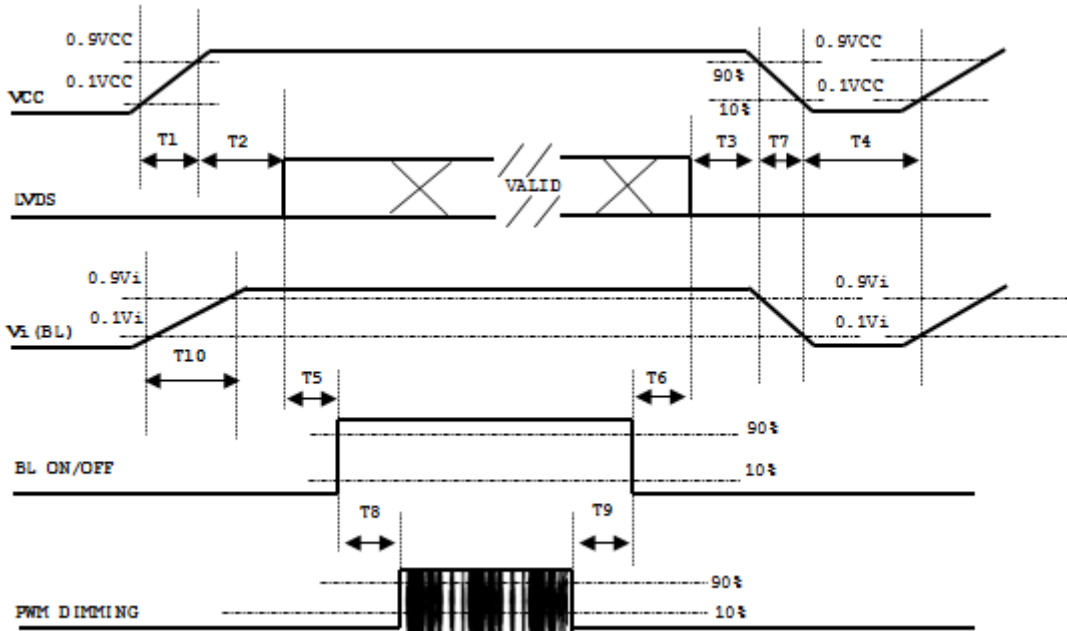 0.9VCC
0.9VCC
90%
0.1VCC
0.1VCC
VCC
10%
T1
T2
T3
T7
T4
VALID
LVDS
0.9Vi
0.9Vi
0.1Vi
0.1Vi
Vi(BL)
T10
T5
T6
90%
BL ON/OFF
10%
T8
T9
90%
PWM DIMMING
10%